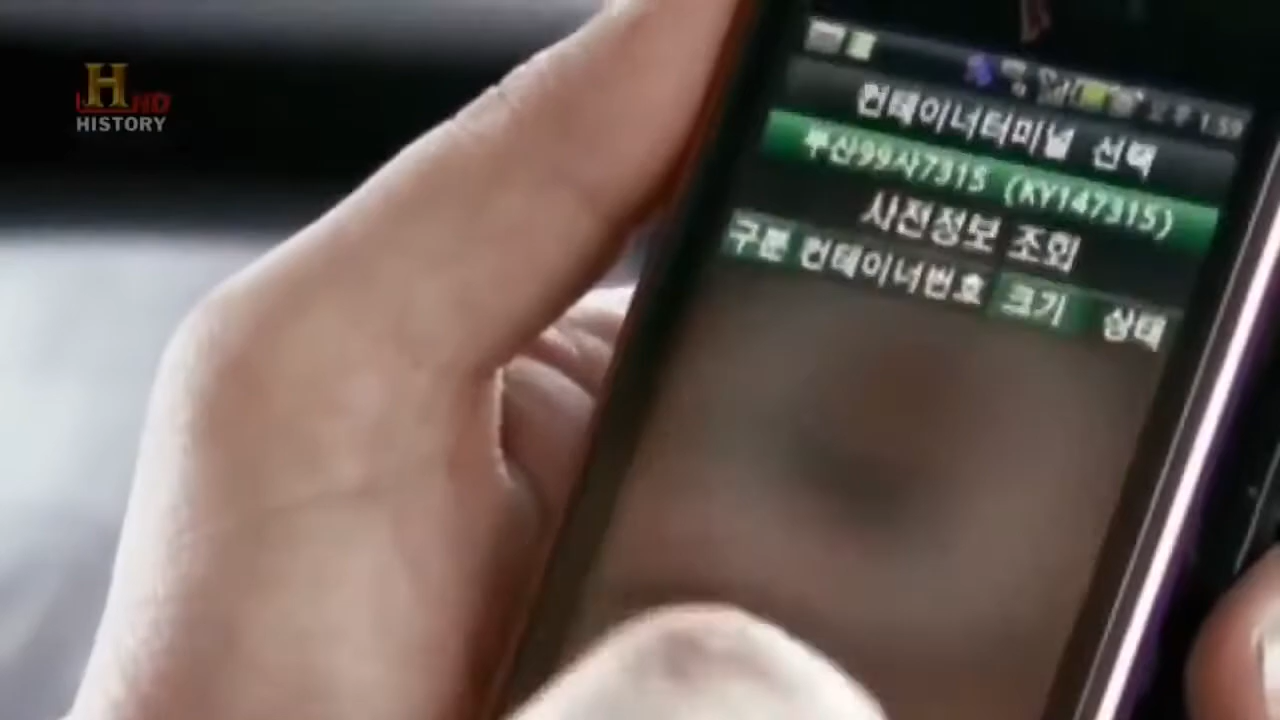 H
HD
HISTORY
1:59
컨테이너터미널 선택
부산99사7315 (KY147315)
사전정보 조회
구분 컨테이너번호 크기 상태